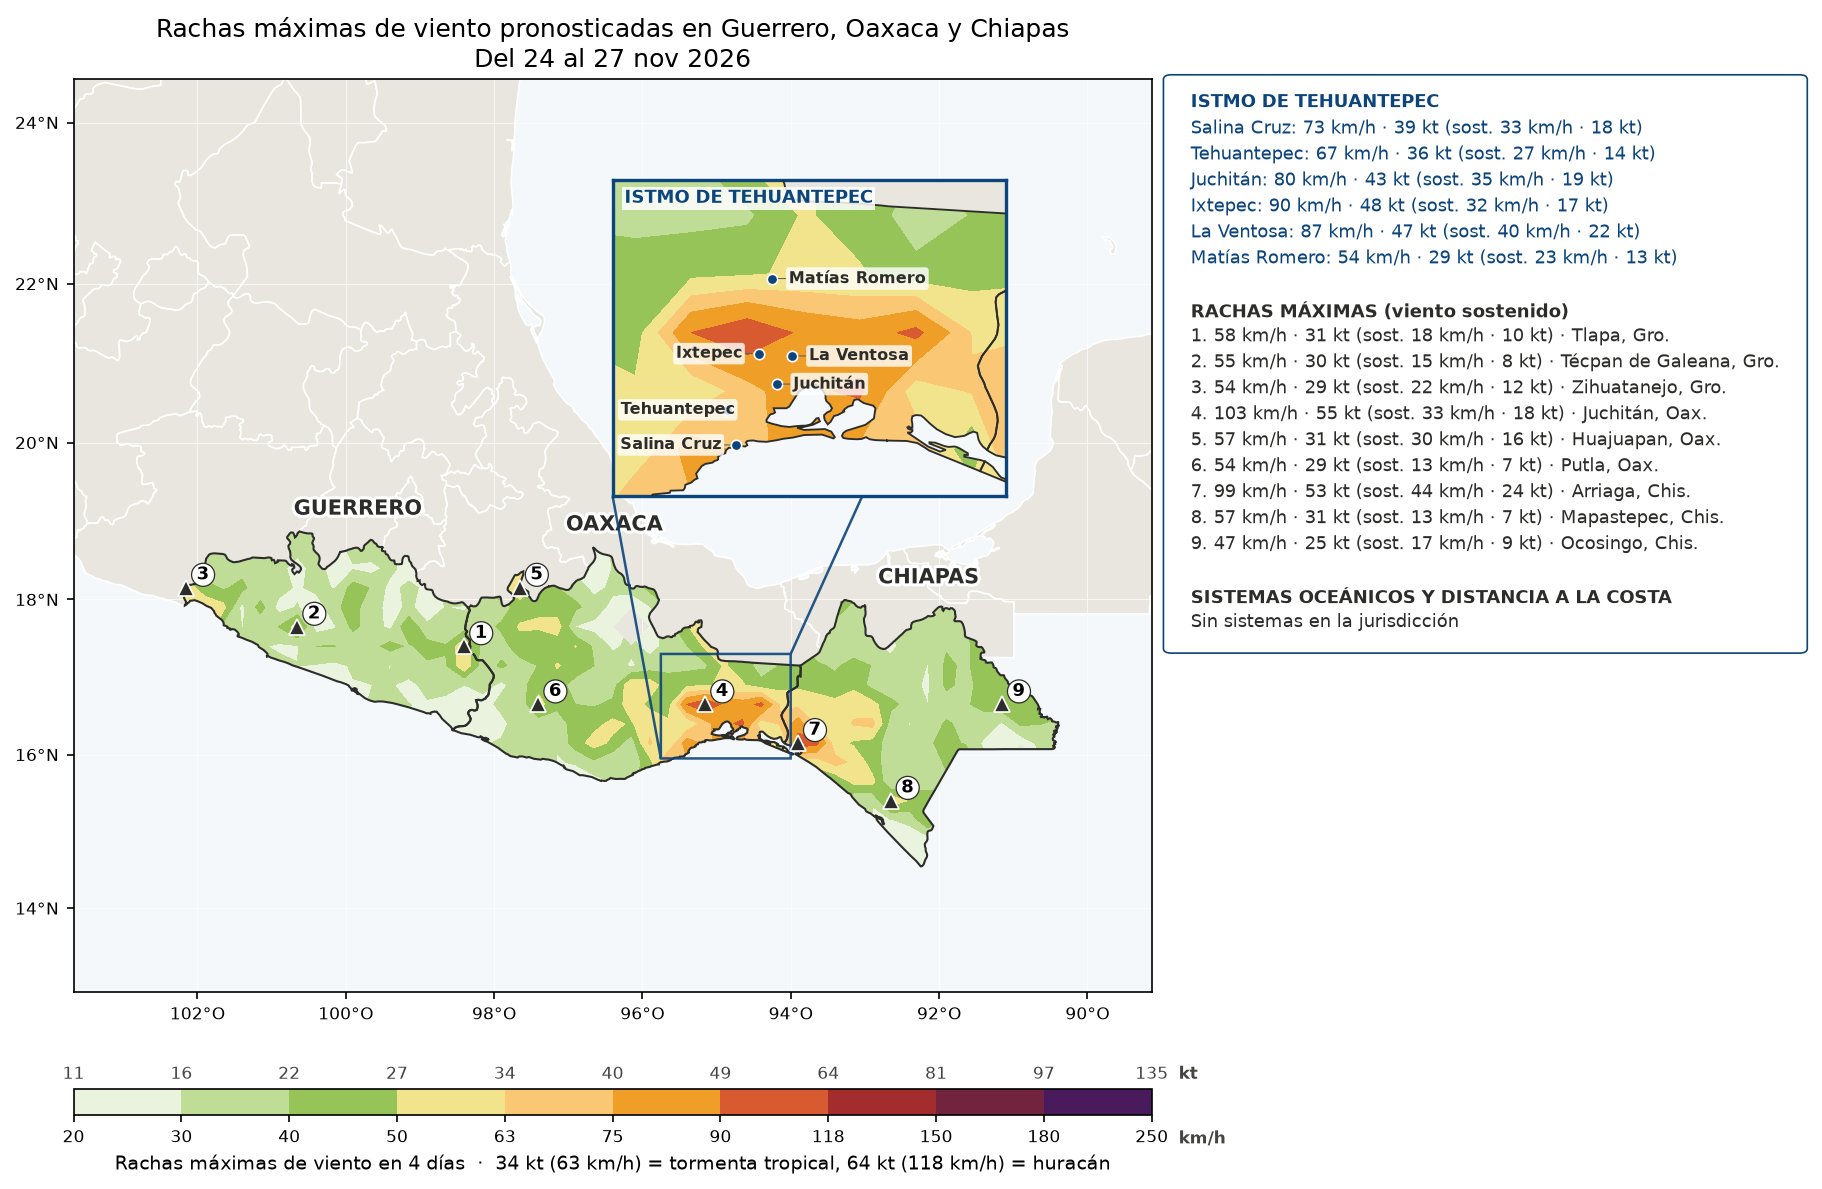 Rachas máximas de viento pronosticadas en Guerrero, Oaxaca y Chiapas
Del 24 al 27 nov 2026
24°N
22°N
20°N
18°N
16°N
14°N
102°O
100°O
98°O
96°O
94°O
92°O
90°O
ISTMO DE TEHUANTEPEC
Matías Romero
Ixtepec
La Ventosa
Juchitán
Tehuantepec
Salina Cruz
GUERRERO
OAXACA
CHIAPAS
3
2
1
5
6
4
7
8
9
ISTMO DE TEHUANTEPEC
Salina Cruz: 73 km/h · 39 kt (sost. 33 km/h · 18 kt)
Tehuantepec: 67 km/h · 36 kt (sost. 27 km/h · 14 kt)
Juchitán: 80 km/h · 43 kt (sost. 35 km/h · 19 kt)
Ixtepec: 90 km/h · 48 kt (sost. 32 km/h · 17 kt)
La Ventosa: 87 km/h · 47 kt (sost. 40 km/h · 22 kt)
Matías Romero: 54 km/h · 29 kt (sost. 23 km/h · 13 kt)
RACHAS MÁXIMAS (viento sostenido)
1. 58 km/h · 31 kt (sost. 18 km/h · 10 kt) · Tlapa, Gro.
2. 55 km/h · 30 kt (sost. 15 km/h · 8 kt) · Técpan de Galeana, Gro.
3. 54 km/h · 29 kt (sost. 22 km/h · 12 kt) · Zihuatanejo, Gro.
4. 103 km/h · 55 kt (sost. 33 km/h · 18 kt) · Juchitán, Oax.
5. 57 km/h · 31 kt (sost. 30 km/h · 16 kt) · Huajuapan, Oax.
6. 54 km/h · 29 kt (sost. 13 km/h · 7 kt) · Putla, Oax.
7. 99 km/h · 53 kt (sost. 44 km/h · 24 kt) · Arriaga, Chis.
8. 57 km/h · 31 kt (sost. 13 km/h · 7 kt) · Mapastepec, Chis.
9. 47 km/h · 25 kt (sost. 17 km/h · 9 kt) · Ocosingo, Chis.
SISTEMAS OCEÁNICOS Y DISTANCIA A LA COSTA
Sin sistemas en la jurisdicción
11 16 22 27 34 40 49 64 81 97 135 kt
20 30 40 50 63 75 90 118 150 180 250 km/h
Rachas máximas de viento en 4 días · 34 kt (63 km/h) = tormenta tropical, 64 kt (118 km/h) = huracán